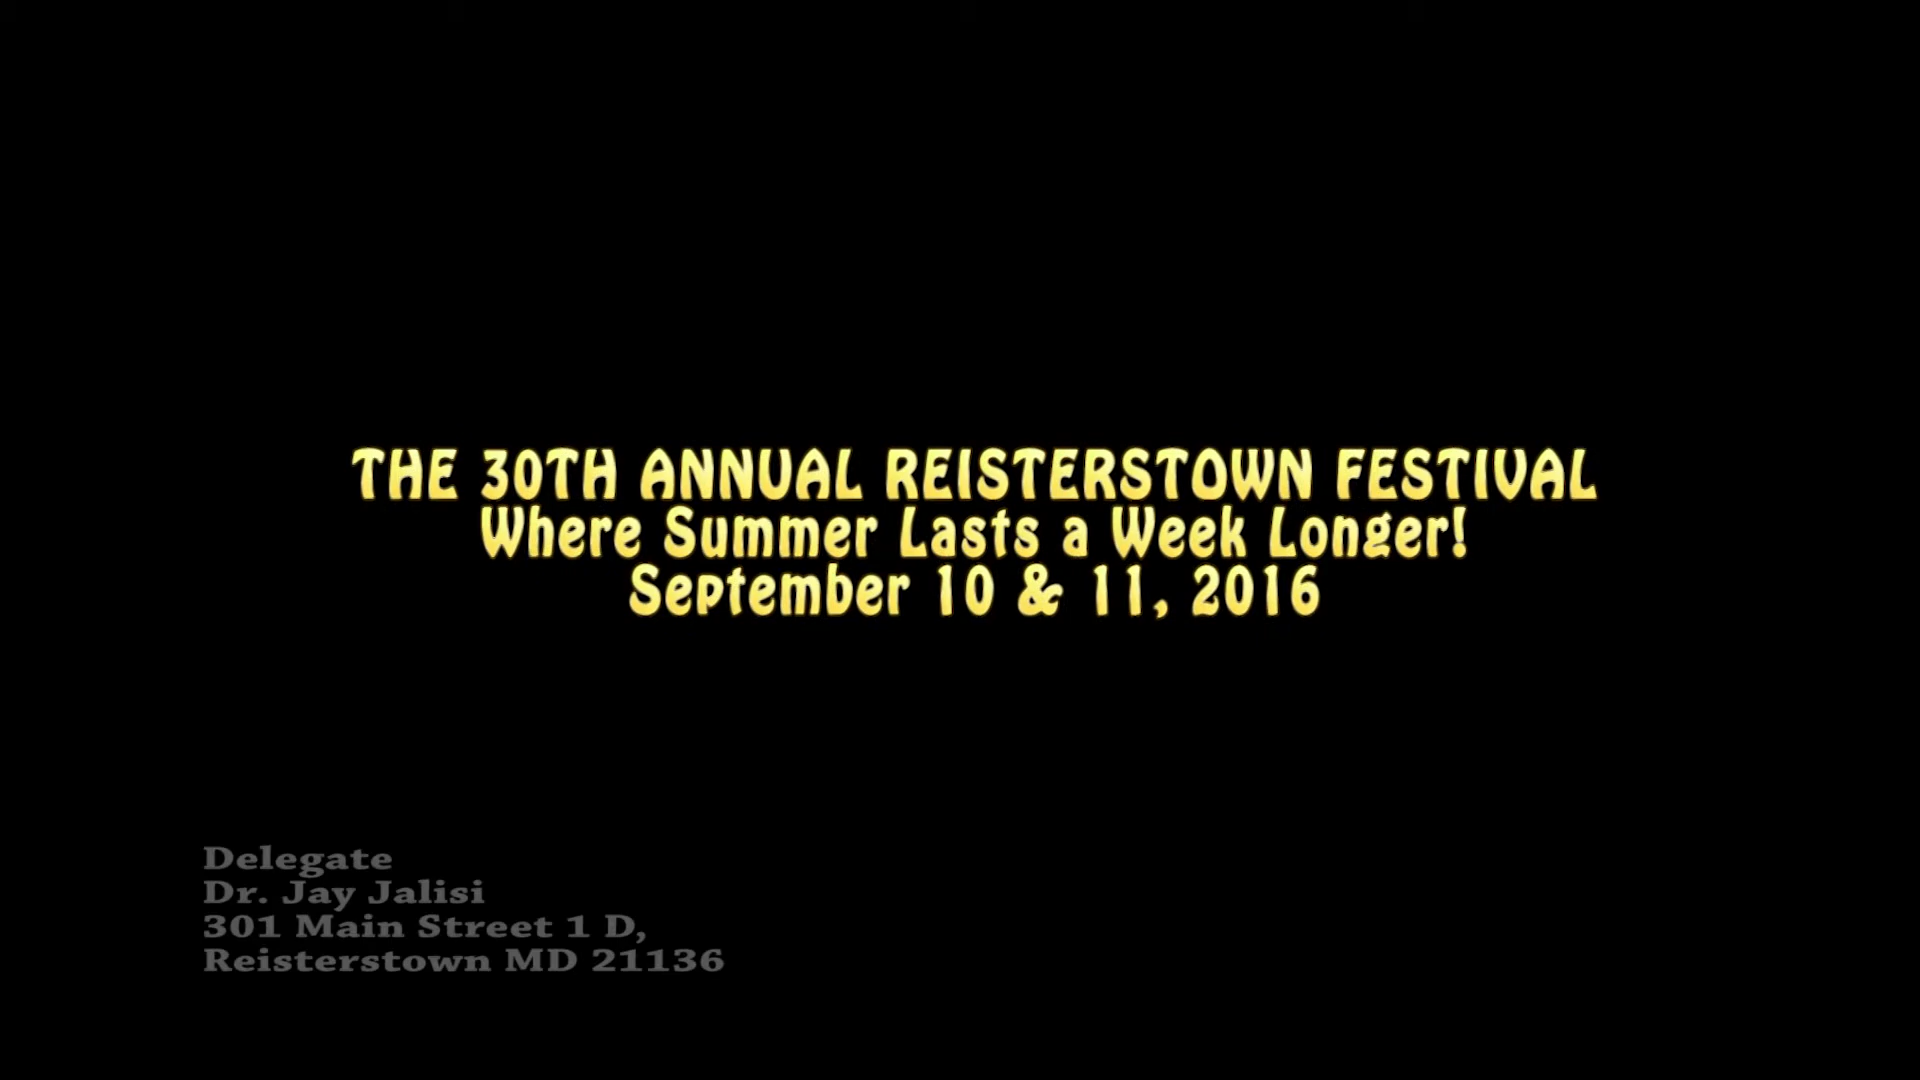 THE 30TH ANNUAL REISTERSTOWN FESTIVAL
Where Summer Lasts a Week Longer!
September 10 & 11, 2016
Delegate
Dr. Jay Jalisi
301 Main Street 1 D,
Reisterstown MD 21136